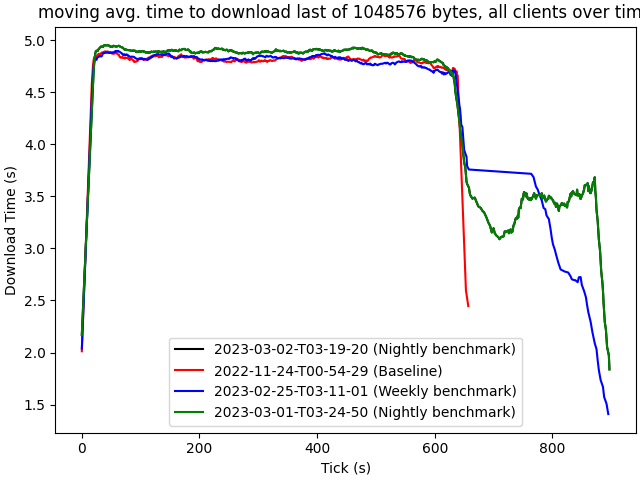 moving avg. time to download last of 1048576 bytes, all clients over tim
5.0
4.5
4.0
3.5
3.0
2.5
2.0
1.5
Download Time (s)
2023-03-02-T03-19-20 (Nightly benchmark)
2022-11-24-T00-54-29 (Baseline)
2023-02-25-T03-11-01 (Weekly benchmark)
2023-03-01-T03-24-50 (Nightly benchmark)
0
200
400
600
800
Tick (s)